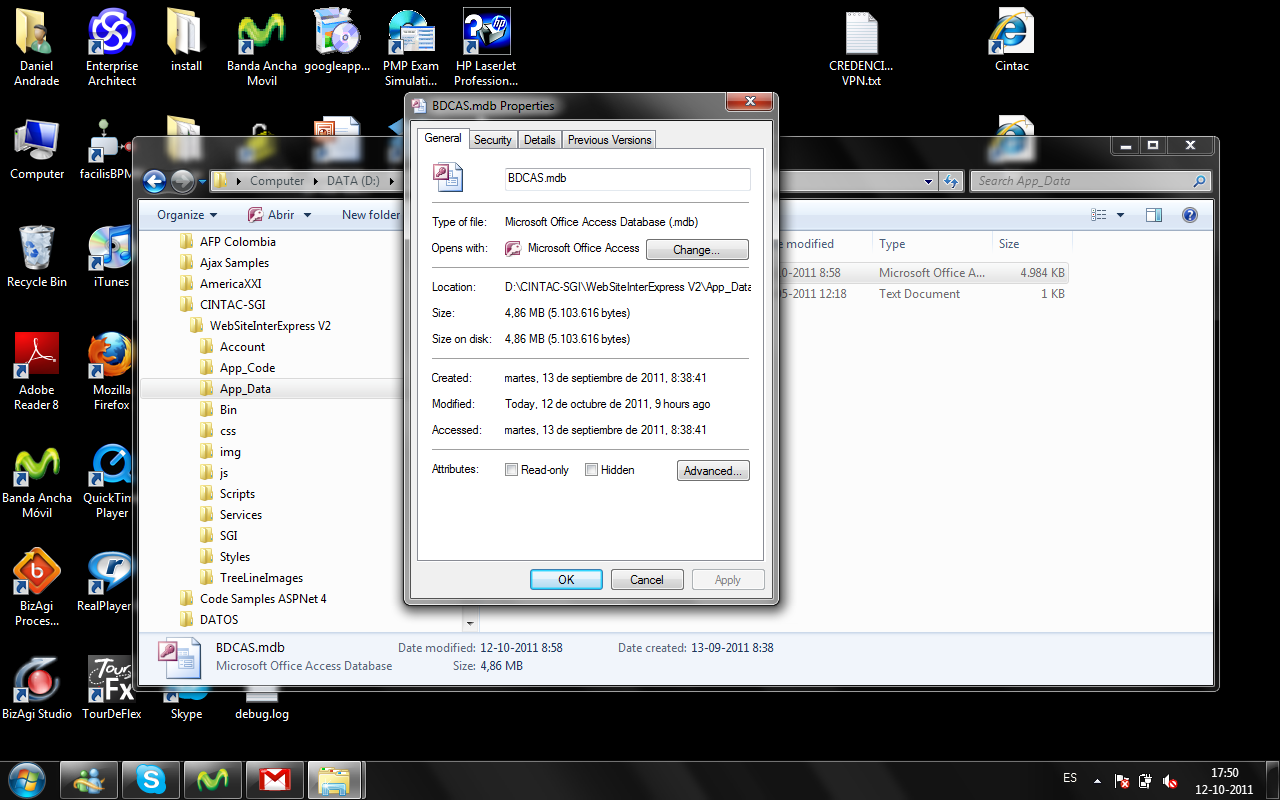 Daniel
Andrade
Enterprise
Architect
install
Banda Ancha
Movil
googleapp...
PMP Exam
Simulati...
HP LaserJet
Profession...
CREDENCI...
VPN.txt
Cintac
Computer
facilisBPM
Recycle Bin
iTunes
Adobe
Reader 8
Mozilla
Firefox
Banda Ancha
Móvil
QuickTime
Player
BizAgi
Proces...
RealPlayer
BizAgi Studio
TourDeFlex
Skype
debug.log
Computer
DATA (D:)
Search App_Data
Organize
Abrir
New folder
AFP Colombia
Ajax Samples
AmericaXXI
CINTAC-SGI
WebSiteInterExpress V2
Account
App_Code
App_Data
Bin
css
img
js
Scripts
Services
SGI
Styles
TreeLineImages
Code Samples ASPNet 4
DATOS
modified Type Size
-2011 8:58 Microsoft Office A... 4.984 KB
-2011 12:18 Text Document 1 KB
BDCAS.mdb Date modified: 12-10-2011 8:58 Date created: 13-09-2011 8:38
Microsoft Office Access Database Size: 4,86 MB
BDCAS.mdb Properties
General Security Details Previous Versions
BDCAS.mdb
Type of file: Microsoft Office Access Database (.mdb)
Opens with: Microsoft Office Access Change...
Location: D:\CINTAC-SGI\WebSiteInterExpress V2\App_Data
Size: 4,86 MB (5.103.616 bytes)
Size on disk: 4,86 MB (5.103.616 bytes)
Created: martes, 13 de septiembre de 2011, 8:38:41
Modified: Today, 12 de octubre de 2011, 9 hours ago
Accessed: martes, 13 de septiembre de 2011, 8:38:41
Attributes: Read-only Hidden Advanced...
OK Cancel Apply
ES
17:50
12-10-2011